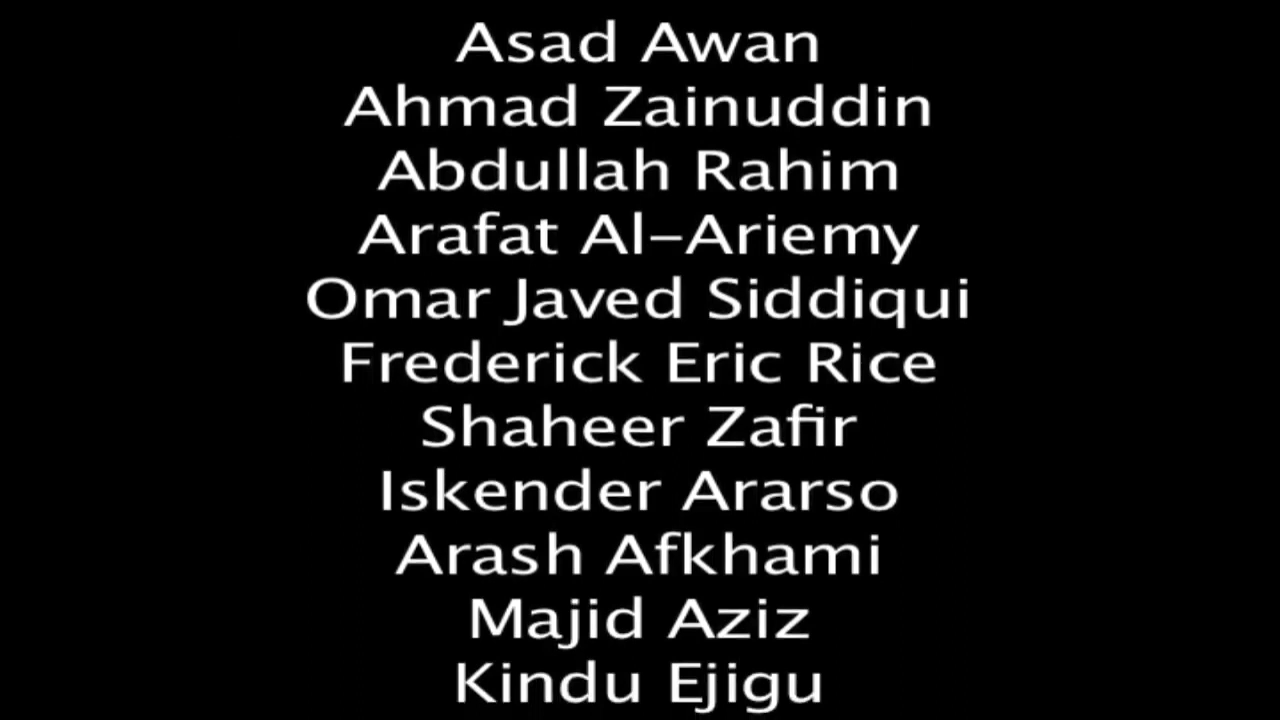 Asad Awan
Ahmad Zainuddin
Abdullah Rahim
Arafat Al-Ariemy
Omar Javed Siddiqui
Frederick Eric Rice
Shaheer Zafir
Iskender Ararso
Arash Afkhami
Majid Aziz
Kindu Ejigu